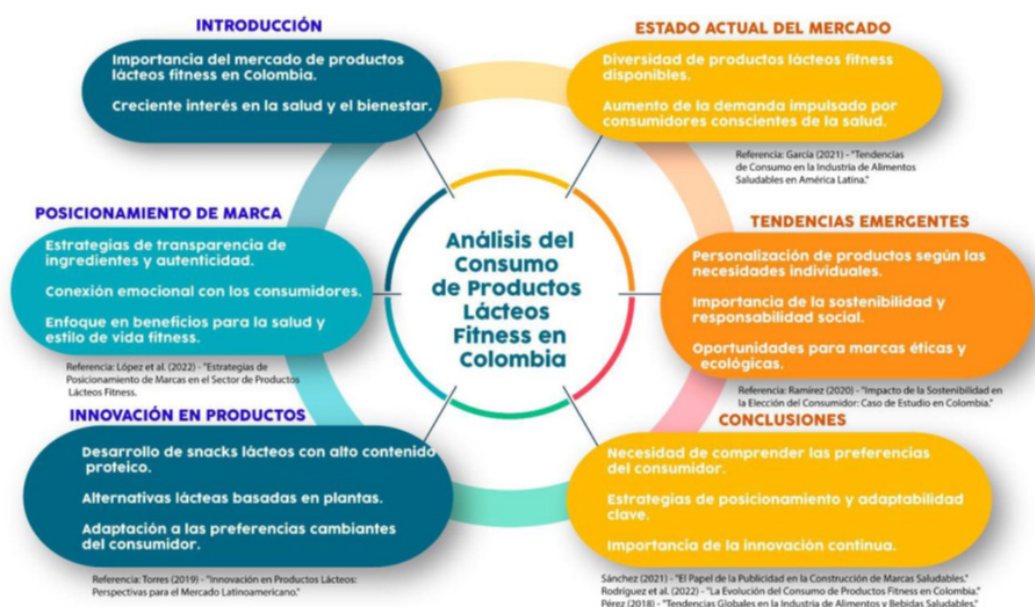 INTRODUCCIÓN
Importancia del mercado de productos
lácteos fitness en Colombia.
Creciente interés en la salud y el bienestar.
ESTADO ACTUAL DEL MERCADO
Diversidad de productos lácteos fitness
disponibles.
Aumento de la demanda impulsado por
consumidores conscientes de la salud.
Referencia: García (2021) - "Tendencias
de Consumo en la Industria de Alimentos
Saludables en América Latina."
POSICIONAMIENTO DE MARCA
Estrategias de transparencia de
ingredientes y autenticidad.
Conexión emocional con los consumidores.
Enfoque en beneficios para la salud y
estilo de vida fitness.
Referencia: López et al. (2022) - "Estrategias de
Posicionamiento de Marcas en el Sector de Productos
Lácteos Fitness.
Análisis del
Consumo
de Productos
Lácteos
Fitness en
Colombia
TENDENCIAS EMERGENTES
Personalización de productos según las
necesidades individuales.
Importancia de la sostenibilidad y
responsabilidad social.
Oportunidades para marcas éticas y
ecológicas.
Referencia: Ramírez (2020) - "Impacto de la Sostenibilidad en
la Elección del Consumidor: Caso de Estudio en Colombia."
INNOVACIÓN EN PRODUCTOS
Desarrollo de snacks lácteos con alto contenido
proteico.
Alternativas lácteas basadas en plantas.
Adaptación a las preferencias cambiantes
del consumidor.
Referencia: Torres (2019) - "Innovación en Productos Lácteos:
Perspectivas para el Mercado Latinoamericano."
CONCLUSIONES
Necesidad de comprender las preferencias
del consumidor.
Estrategias de posicionamiento y adaptabilidad
clave.
Importancia de la innovación continua.
Sánchez (2021) - "El Papel de la Publicidad en la Construcción de Marcas Saludables."
Rodríguez et al. (2022) - "La Evolución del Consumo de Productos Fitness en Colombia."
Pérez (2018) - "Tendencias Globales en la Industria de Alimentos y Bebidas Saludables."